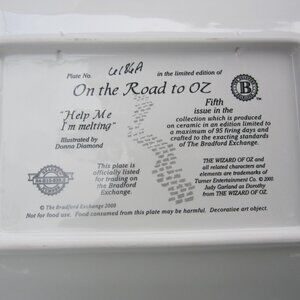 Plate No. in the limited edition of
On the Road to OZ
"Help Me
I'm melting"
Illustrated by
Donna Diamond
Fifth
issue in the
collection which is produced
on ceramic in an edition limited to
a maximum of 95 firing days and
crafted to the exacting standards
of The Bradford Exchange.
This plate is
officially listed
for trading on
the Bradford
Exchange.
THE WIZARD OF OZ and
all related characters and
elements are trademarks of
Turner Entertainment Co. © 2000.
Judy Garland as Dorothy
from THE WIZARD OF OZ.
© The Bradford Exchange 2000
Not for food use. Food consumed from this plate may be harmful. Decorative art object.
B